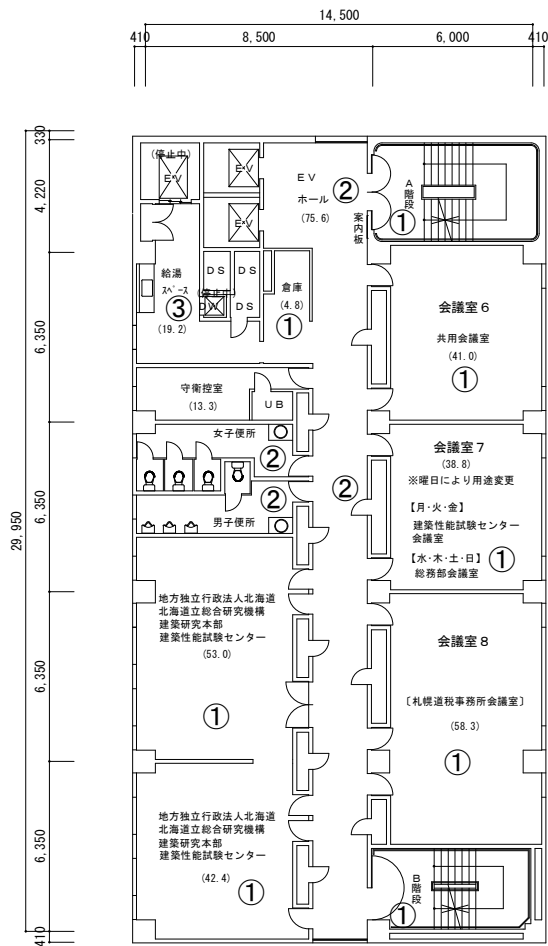 14,500
410
8,500
6,000
410
330
4,220
6,350
6,350
6,350
6,350
410
29,950
(停止中)
EV
EV
EV
EV
ホール
(75.6)
②
案内板
A階段
①
給湯
スペース
③
(19.2)
DS
DS
(停止中)
DW
DS
倉庫
(4.8)
①
会議室6
共用会議室
(41.0)
①
守衛控室
(13.3)
UB
女子便所
②
②
男子便所
②
会議室7
(38.8)
※曜日により用途変更
【月・火・金】
建築性能試験センター
会議室
【水・木・土・日】
総務部会議室
①
地方独立行政法人北海道
北海道立総合研究機構
建築研究本部
建築性能試験センター
(53.0)
①
会議室8
〔札幌道税事務所会議室〕
(58.3)
①
地方独立行政法人北海道
北海道立総合研究機構
建築研究本部
建築性能試験センター
(42.4)
①
B階段
①